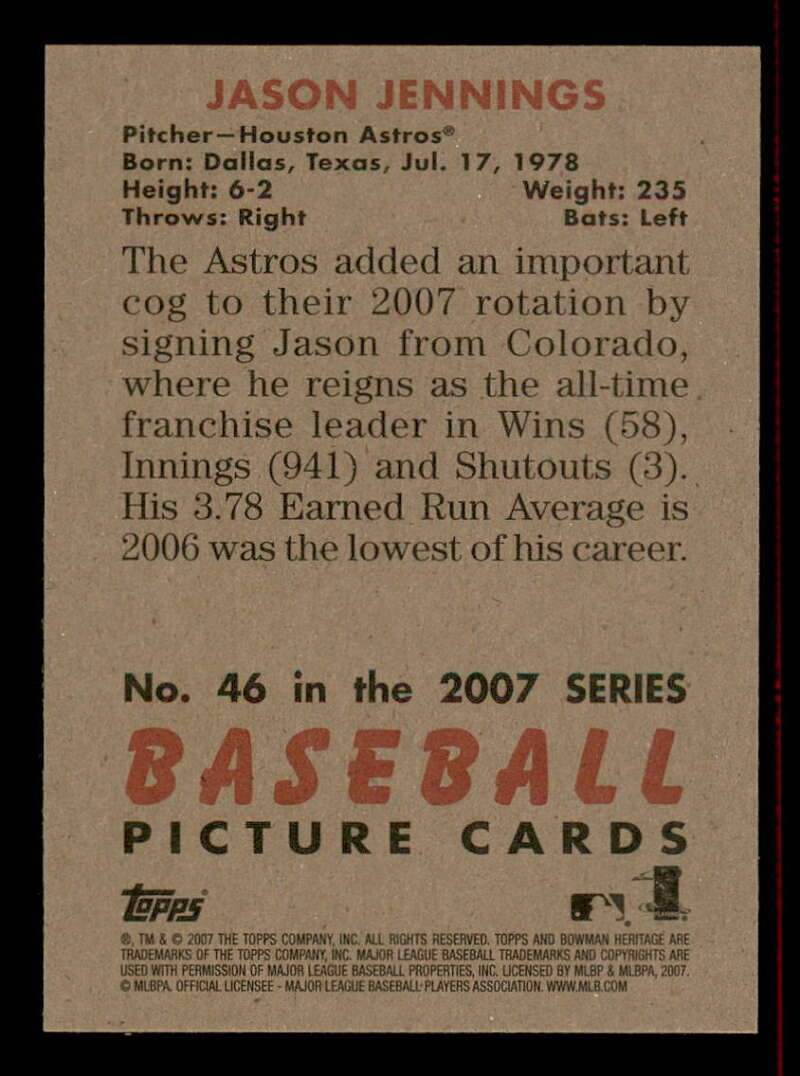 JASON JENNINGS
Pitcher—Houston Astros®
Born: Dallas, Texas, Jul. 17, 1978
Height: 6-2 Weight: 235
Throws: Right Bats: Left
The Astros added an important
cog to their 2007 rotation by
signing Jason from Colorado,
where he reigns as the all-time
franchise leader in Wins (58),
Innings (941) and Shutouts (3).
His 3.78 Earned Run Average is
2006 was the lowest of his career.
No. 46 in the 2007 SERIES
BASEBALL
PICTURE CARDS
topps
®, TM & © 2007 THE TOPPS COMPANY, INC. ALL RIGHTS RESERVED. TOPPS AND BOWMAN HERITAGE ARE
TRADEMARKS OF THE TOPPS COMPANY, INC. MAJOR LEAGUE BASEBALL TRADEMARKS AND COPYRIGHTS ARE
USED WITH PERMISSION OF MAJOR LEAGUE BASEBALL PROPERTIES, INC. LICENSED BY MLBP & MLBPA, 2007.
© MLBPA. OFFICIAL LICENSEE - MAJOR LEAGUE BASEBALL PLAYERS ASSOCIATION. WWW.MLB.COM